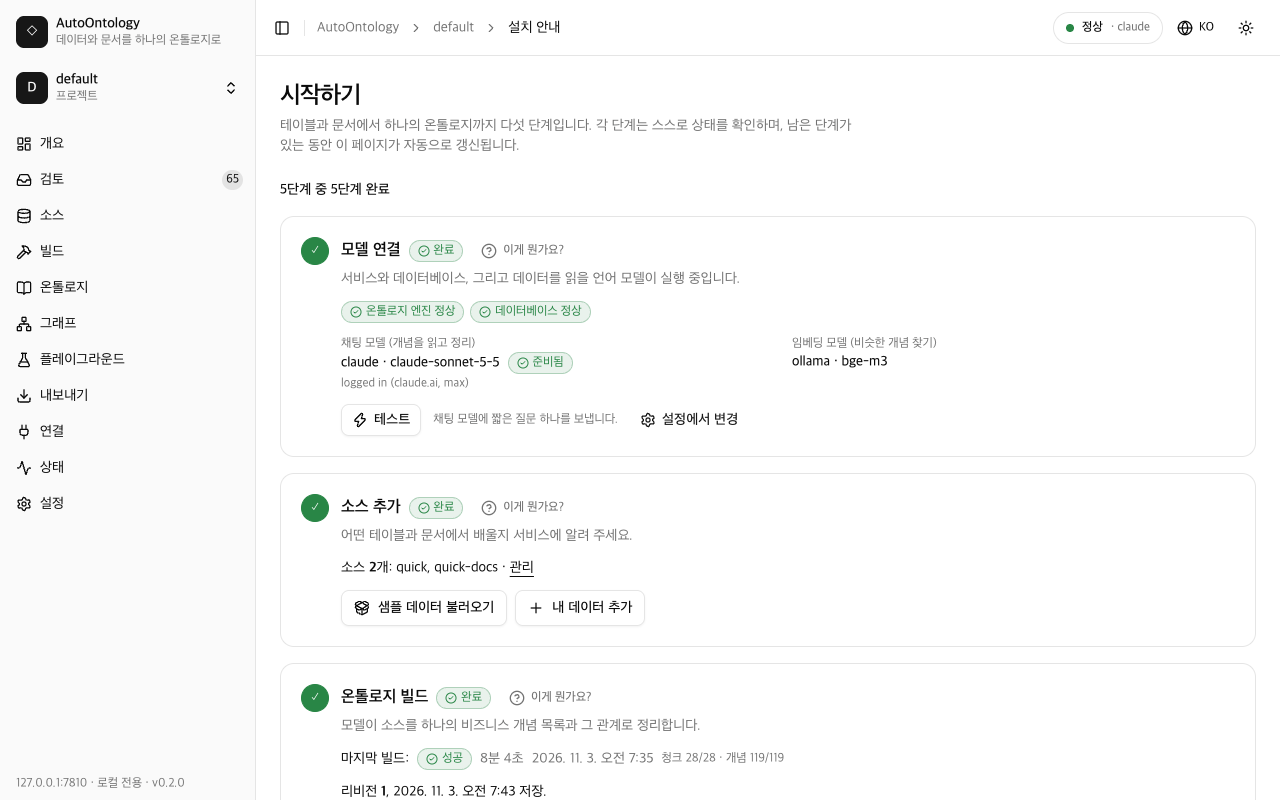 AutoOntology
데이터와 문서를 하나의 온톨로지로
D
default
프로젝트
개요
검토
65
소스
빌드
온톨로지
그래프
플레이그라운드
내보내기
연결
상태
설정
127.0.0.1:7810 · 로컬 전용 · v0.2.0
AutoOntology > default > 설치 안내
정상 · claude
KO
시작하기
테이블과 문서에서 하나의 온톨로지까지 다섯 단계입니다. 각 단계는 스스로 상태를 확인하며, 남은 단계가
있는 동안 이 페이지가 자동으로 갱신됩니다.
5단계 중 5단계 완료
모델 연결 완료 이게 뭔가요?
서비스와 데이터베이스, 그리고 데이터를 읽을 언어 모델이 실행 중입니다.
온톨로지 엔진 정상 데이터베이스 정상
채팅 모델 (개념을 읽고 정리)
claude · claude-sonnet-5-5 준비됨
logged in (claude.ai, max)
임베딩 모델 (비슷한 개념 찾기)
ollama · bge-m3
테스트 채팅 모델에 짧은 질문 하나를 보냅니다. 설정에서 변경
소스 추가 완료 이게 뭔가요?
어떤 테이블과 문서에서 배울지 서비스에 알려 주세요.
소스 2개: quick, quick-docs · 관리
샘플 데이터 불러오기 내 데이터 추가
온톨로지 빌드 완료 이게 뭔가요?
모델이 소스를 하나의 비즈니스 개념 목록과 그 관계로 정리합니다.
마지막 빌드: 성공 8분 4초 2026. 11. 3. 오전 7:35 청크 28/28 · 개념 119/119
리비전 1, 2026. 11. 3. 오전 7:43 저장.